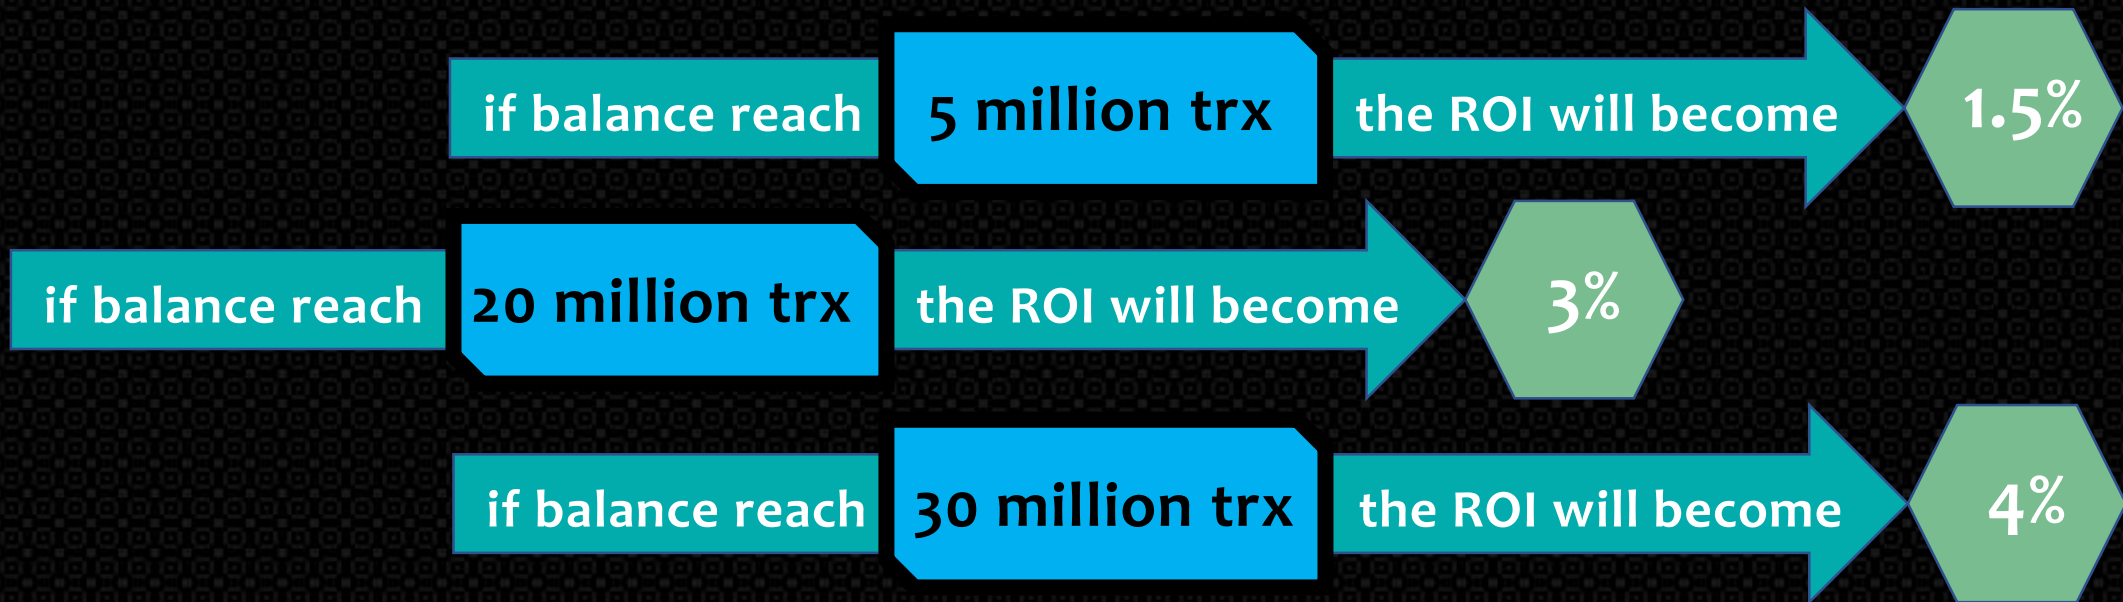 if balance reach 5 million trx the ROI will become 1.5%
if balance reach 20 million trx the ROI will become 3%
if balance reach 30 million trx the ROI will become 4%